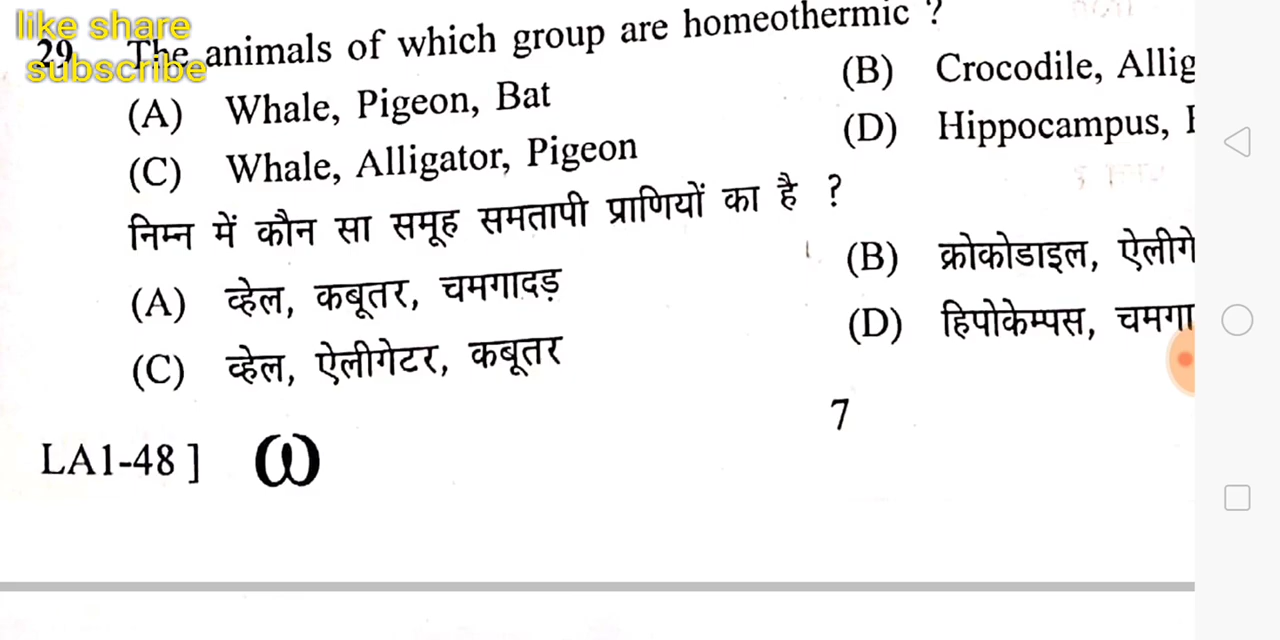 like share
subscribe
29. The animals of which group are homeothermic ?
(A) Whale, Pigeon, Bat (B) Crocodile, Allig
(C) Whale, Alligator, Pigeon (D) Hippocampus,
निम्न में कौन सा समूह समतापी प्राणियों का है ?
(A) व्हेल, कबूतर, चमगादड़ (B) क्रोकोडाइल, ऐलीगे
(C) व्हेल, ऐलीगेटर, कबूतर (D) हिपोकेम्पस, चमगा
7
LA1-48 ]